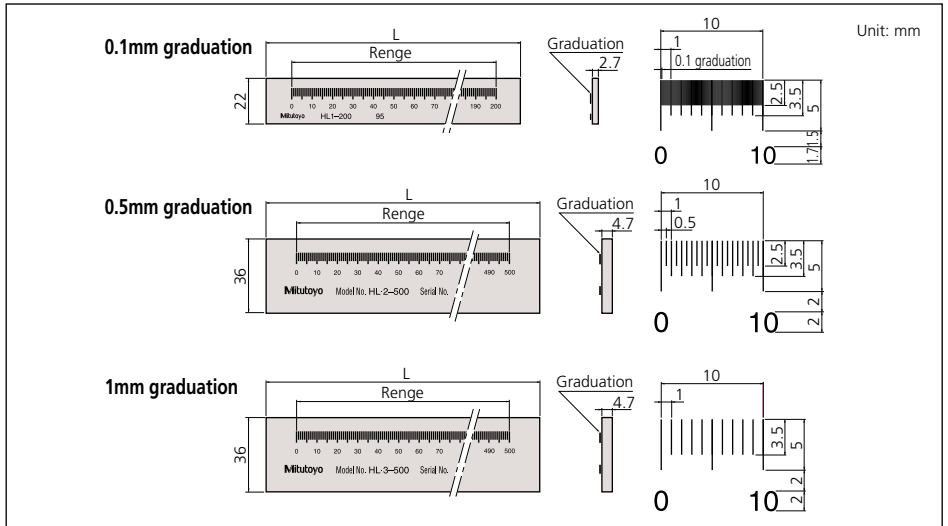 Unit: mm
0.1mm graduation
L
Renge
22
0 10 20 30 40 50 60 70 190 200
Mitutoyo HL1–200 95
Graduation
2.7
10
1
0.1 graduation
2.5
3.5
5
1.5
1.7
0 10
0.5mm graduation
L
Renge
36
0 10 20 30 40 50 60 70 490 500
Mitutoyo Model No. HL·2–500 Serial No.
Graduation
4.7
10
1
0.5
2.5
3.5
5
2
2
0 10
1mm graduation
L
Renge
36
0 10 20 30 40 50 60 70 490 500
Mitutoyo Model No. HL·3–500 Serial No.
Graduation
4.7
10
1
3.5
5
2
2
0 10